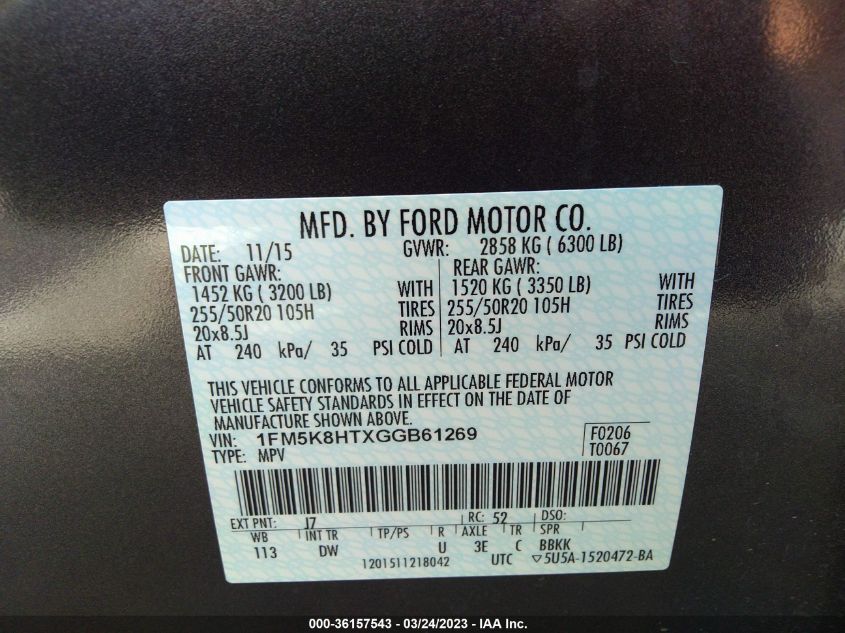 MFD. BY FORD MOTOR CO.
DATE: 11/15 GVWR: 2858 KG ( 6300 LB)
FRONT GAWR: REAR GAWR:
1452 KG ( 3200 LB) WITH 1520 KG ( 3350 LB) WITH
255/50R20 105H TIRES 255/50R20 105H TIRES
20x8.5J RIMS 20x8.5J RIMS
AT 240 kPa/ 35 PSI COLD AT 240 kPa/ 35 PSI COLD
THIS VEHICLE CONFORMS TO ALL APPLICABLE FEDERAL MOTOR
VEHICLE SAFETY STANDARDS IN EFFECT ON THE DATE OF
MANUFACTURE SHOWN ABOVE.
VIN: 1FM5K8HTXGGB61269 F0206
TYPE: MPV T0067
EXT PNT: J7 RC: 52 DSO:
WB INT TR TP/PS R AXLE TR SPR
113 DW U 3E C BBKK
1201511218042 UTC ▽5U5A-1520472-BA
000-36157543 - 03/24/2023 - IAA Inc.